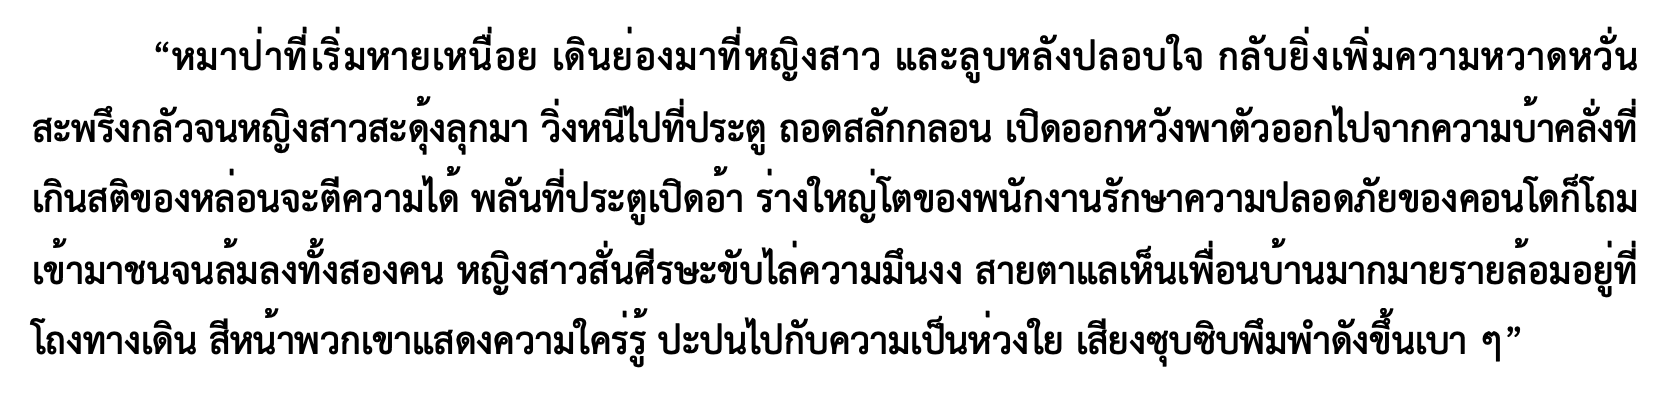 “หมาป่าที่เริ่มหายเหนื่อย เดินย่องมาที่หญิงสาว และลูบหลังปลอบใจ กลับยิ่งเพิ่มความหวาดหวั่น
สะพรึงกลัวจนหญิงสาวสะดุ้งลุกมา วิ่งหนีไปที่ประตู ถอดสลักกลอน เปิดออกหวังพาตัวออกไปจากความบ้าคลั่งที่
เกินสติของหล่อนจะตีความได้ พลันที่ประตูเปิดอ้า ร่างใหญ่โตของพนักงานรักษาความปลอดภัยของคอนโดก็โถม
เข้ามาชนจนล้มลงทั้งสองคน หญิงสาวสั่นศีรษะขับไล่ความมึนงง สายตาแลเห็นเพื่อนบ้านมากมายรายล้อมอยู่ที่
โถงทางเดิน สีหน้าพวกเขาแสดงความใคร่รู้ ปะปนไปกับความเป็นห่วงใย เสียงซุบซิบพึมพำดังขึ้นเบา ๆ”